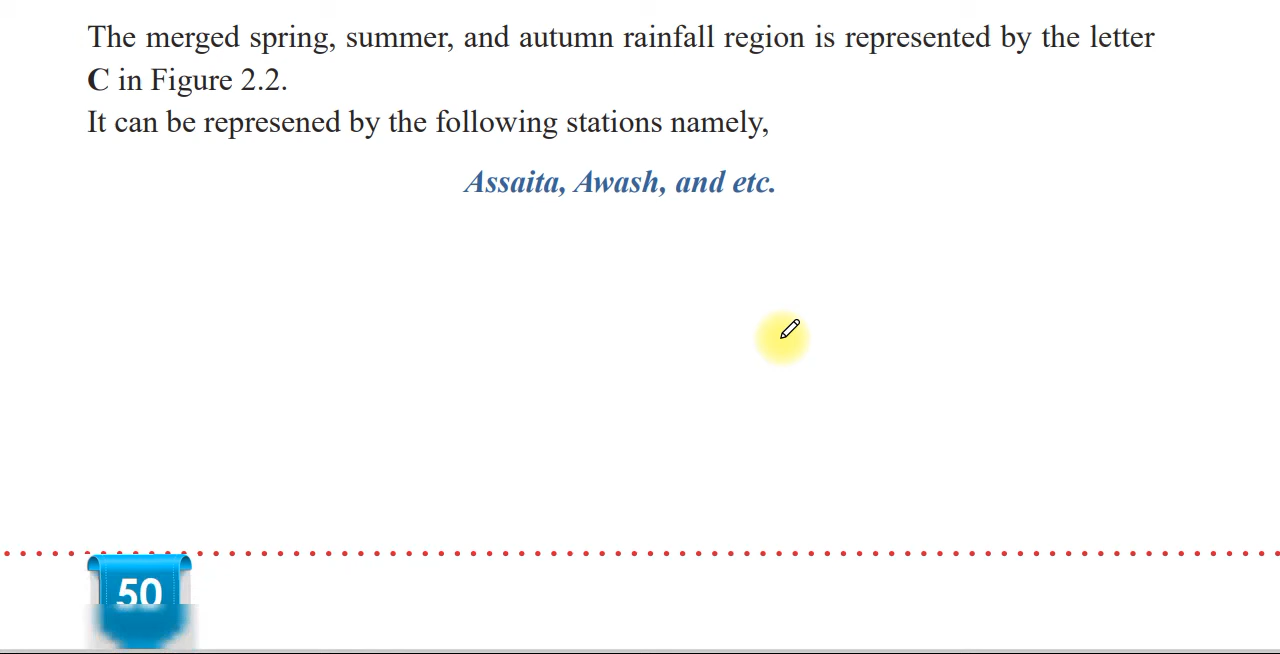 The merged spring, summer, and autumn rainfall region is represented by the letter
C in Figure 2.2.
It can be represened by the following stations namely,
Assaita, Awash, and etc.
50